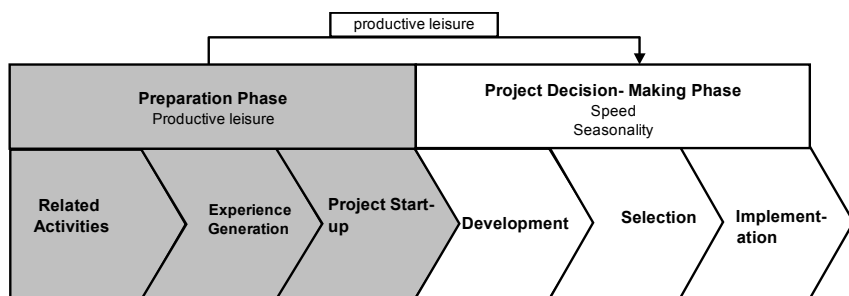 productive leisure
Preparation Phase
Productive leisure
Project Decision- Making Phase
Speed
Seasonality
Related
Activities
Experience
Generation
Project Start-
up
Development
Selection
Implement-
ation